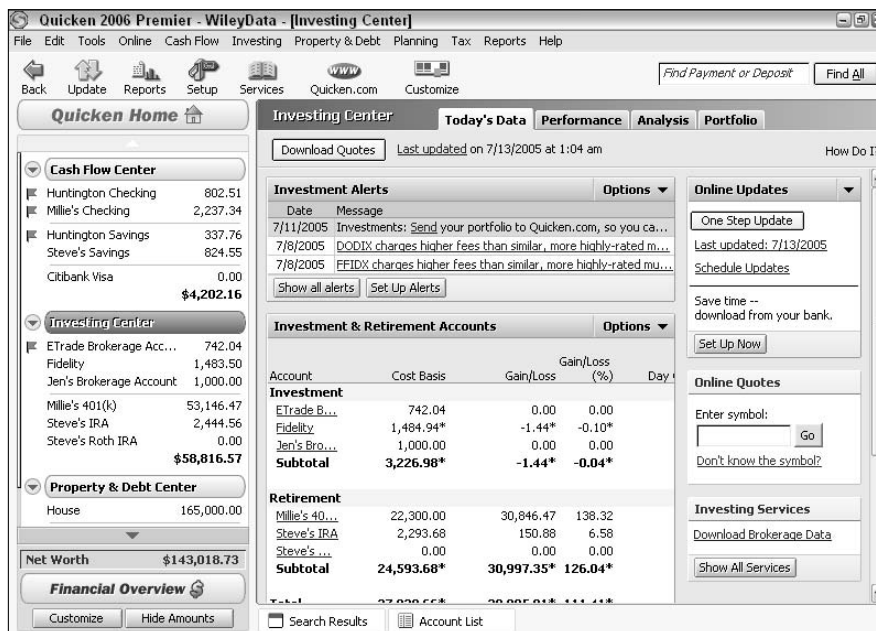 Quicken 2006 Premier - WileyData - [Investing Center]
File Edit Tools Online Cash Flow Investing Property & Debt Planning Tax Reports Help
Back Update Reports Setup Services Quicken.com Customize
Find Payment or Deposit Find All
Quicken Home
Cash Flow Center
Huntington Checking 802.51
Millie's Checking 2,237.34
Huntington Savings 337.76
Steve's Savings 824.55
Citibank Visa 0.00
$4,202.16
Investing Center
ETrade Brokerage Acc... 742.04
Fidelity 1,483.50
Jen's Brokerage Account 1,000.00
Millie's 401(k) 53,146.47
Steve's IRA 2,444.56
Steve's Roth IRA 0.00
$58,816.57
Property & Debt Center
House 165,000.00
Net Worth $143,018.73
Financial Overview
Customize Hide Amounts
Investing Center Today's Data Performance Analysis Portfolio
Download Quotes Last updated on 7/13/2005 at 1:04 am How Do I?
Investment Alerts Options
Date Message
7/11/2005 Investments: Send your portfolio to Quicken.com, so you ca...
7/8/2005 DODIX charges higher fees than similar, more highly-rated m...
7/8/2005 FFIDX charges higher fees than similar, more highly-rated mu...
Show all alerts Set Up Alerts
Investment & Retirement Accounts Options
Account Cost Basis Gain/Loss Gain/Loss (%) Day
Investment
ETrade B... 742.04 0.00 0.00
Fidelity 1,484.94* -1.44* -0.10*
Jen's Bro... 1,000.00 0.00 0.00
Subtotal 3,226.98* -1.44* -0.04*
Retirement
Millie's 40... 22,300.00 30,846.47 138.32
Steve's IRA 2,293.68 150.88 6.58
Steve's ... 0.00 0.00 0.00
Subtotal 24,593.68* 30,997.35* 126.04*
Total
Online Updates
One Step Update
Last updated: 7/13/2005
Schedule Updates
Save time --
download from your bank.
Set Up Now
Online Quotes
Enter symbol:
Go
Don't know the symbol?
Investing Services
Download Brokerage Data
Show All Services
Search Results Account List